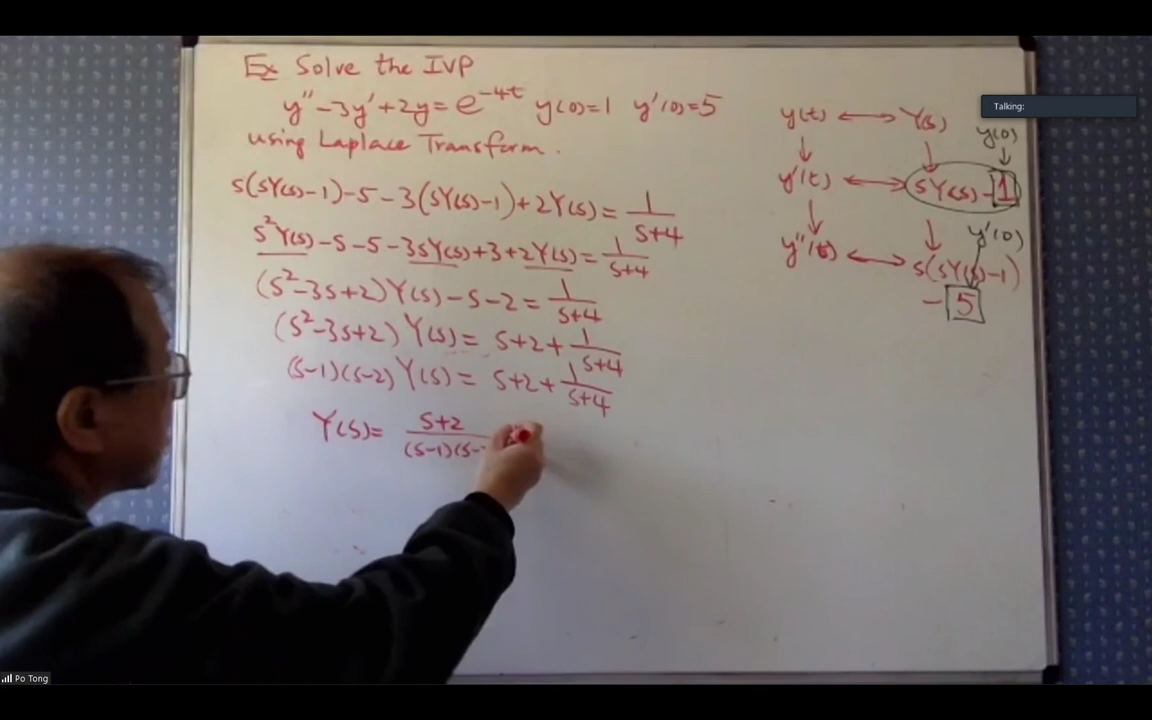 Ex Solve the IVP
y'' - 3y' + 2y = e^{-4t} y(0)=1 y'(0)=5
using Laplace Transform.
s(sY(s)-1)-5-3(sY(s)-1)+2Y(s)=1/(s+4)
s²Y(s)-s-5-3sY(s)+3+2Y(s)=1/(s+4)
(s²-3s+2)Y(s)-s-2=1/(s+4)
(s²-3s+2)Y(s)=s+2+1/(s+4)
(s-1)(s-2)Y(s)=s+2+1/(s+4)
Y(s)= s+2
(s-1)(s-
y(t) ↔ Y(s)
y(0)
↓ ↓ ↓
y'(t) ↔ sY(s)-1
↓ ↓ y'(0)
y''(t) ↔ s(sY(s)-1)
-5
Talking:
Po Tong